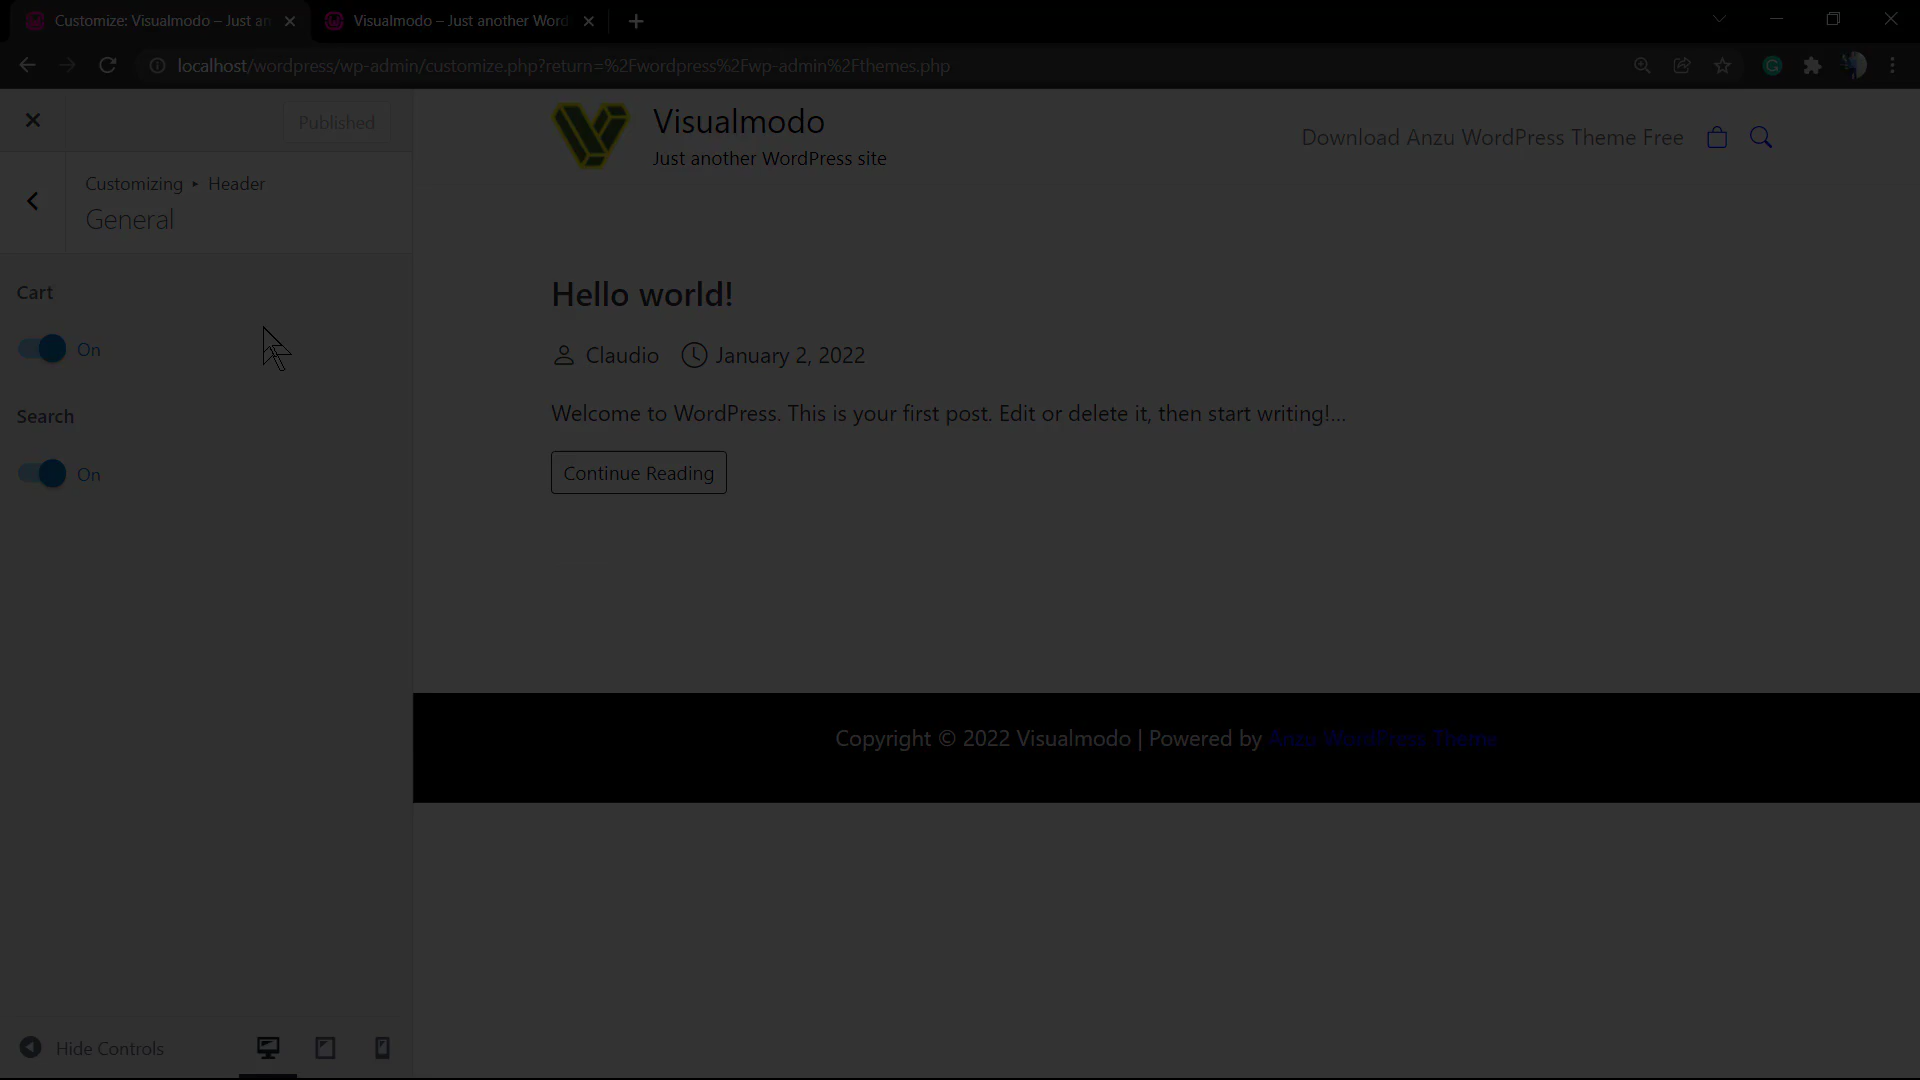 Customize: Visualmodo – Just an
Visualmodo – Just another Word
localhost/wordpress/wp-admin/customize.php?return=%2Fwordpress%2Fwp-admin%2Fthemes.php
Published
Customizing ▸ Header
General
Cart
On
Search
On
Hide Controls
Visualmodo
Just another WordPress site
Download Anzu WordPress Theme Free
Hello world!
Claudio January 2, 2022
Welcome to WordPress. This is your first post. Edit or delete it, then start writing!...
Continue Reading
Copyright © 2022 Visualmodo | Powered by Anzu WordPress Theme